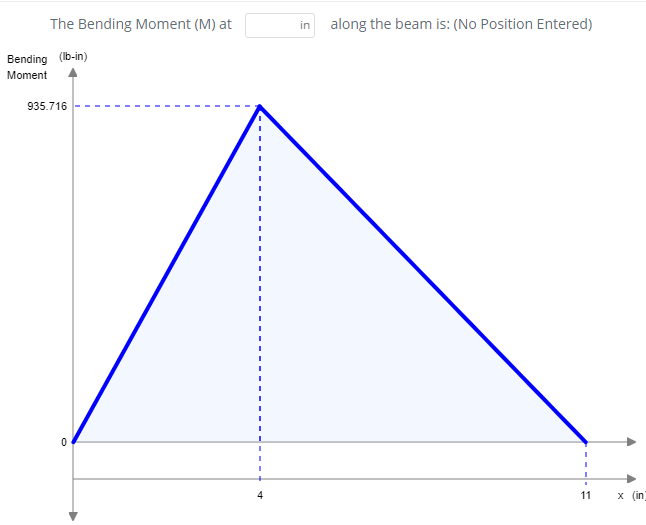 The Bending Moment (M) at in along the beam is: (No Position Entered)
Bending (lb-in)
Moment
935.716
0
4 11 x (in)